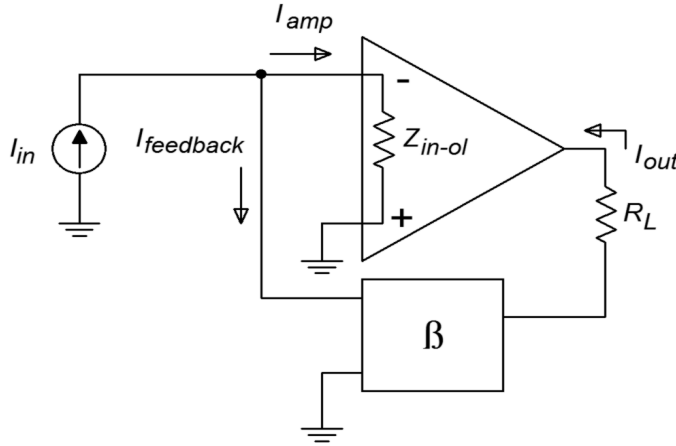 I_amp
-
I_in
I_feedback
Z_in-ol
I_out
+
R_L
ß